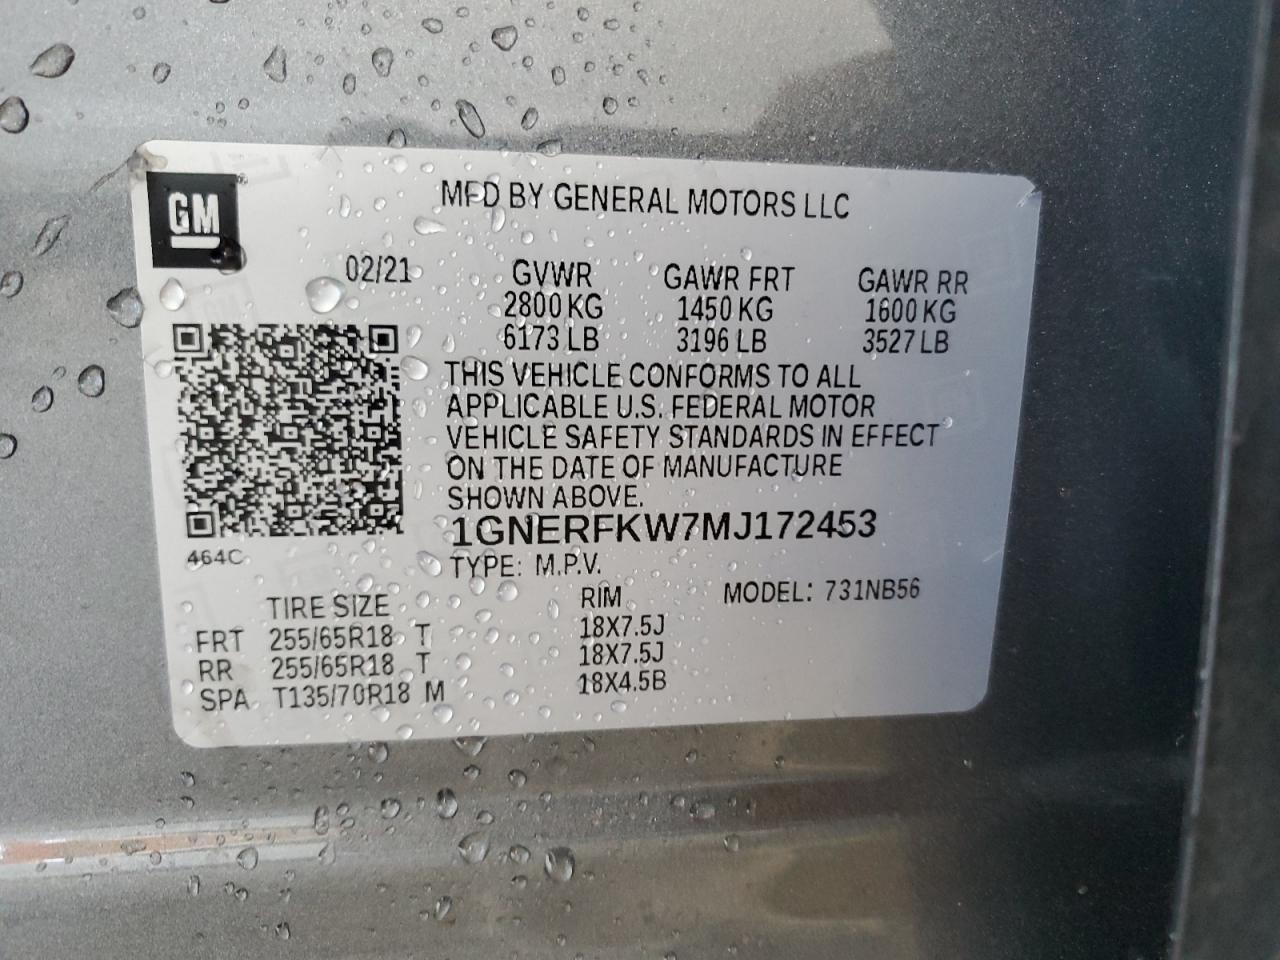 GM
MFD BY GENERAL MOTORS LLC
02/21 GVWR GAWR FRT GAWR RR
2800 KG 1450 KG 1600 KG
6173 LB 3196 LB 3527 LB
THIS VEHICLE CONFORMS TO ALL
APPLICABLE U.S. FEDERAL MOTOR
VEHICLE SAFETY STANDARDS IN EFFECT
ON THE DATE OF MANUFACTURE
SHOWN ABOVE.
1GNERFKW7MJ172453
464C
TYPE: M.P.V.
MODEL: 731NB56
TIRE SIZE RIM
FRT 255/65R18 T 18X7.5J
RR 255/65R18 T 18X7.5J
SPA T135/70R18 M 18X4.5B